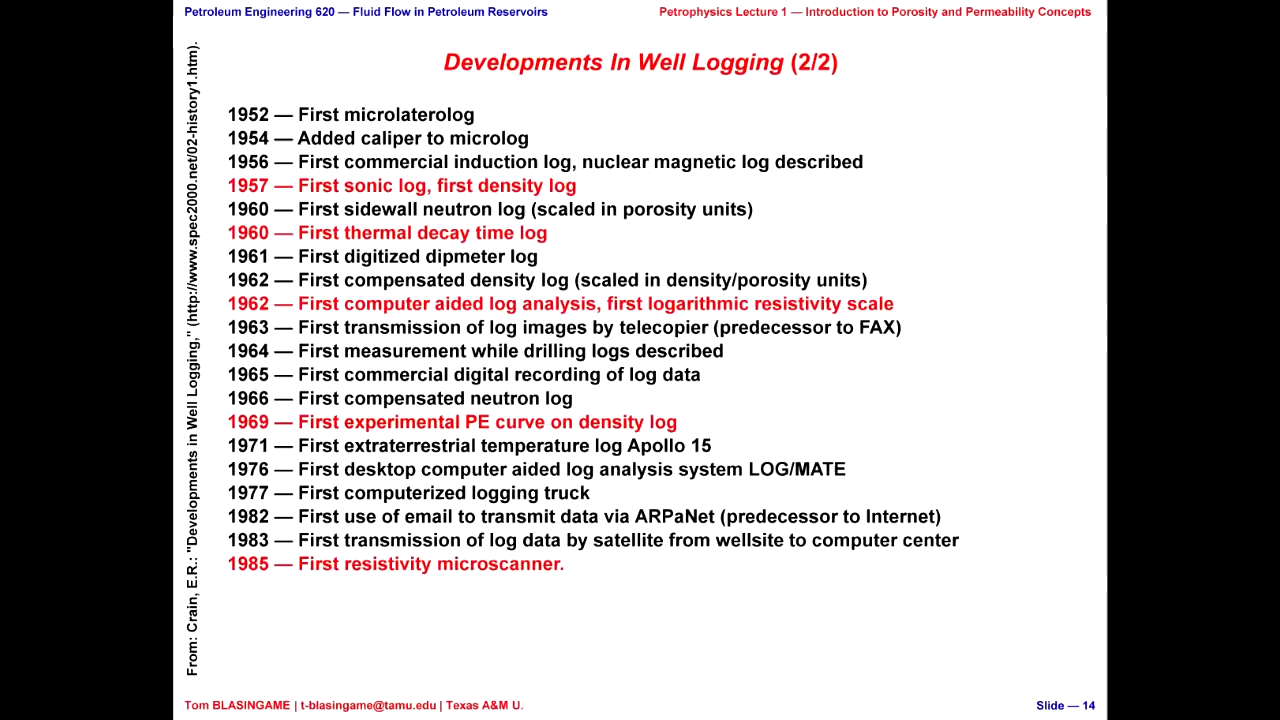 Petroleum Engineering 620 — Fluid Flow in Petroleum Reservoirs
Petrophysics Lecture 1 — Introduction to Porosity and Permeability Concepts
Developments In Well Logging (2/2)
From: Crain, E.R.: "Developments in Well Logging," (http://www.spec2000.net/02-history1.htm).
1952 — First microlaterolog
1954 — Added caliper to microlog
1956 — First commercial induction log, nuclear magnetic log described
1957 — First sonic log, first density log
1960 — First sidewall neutron log (scaled in porosity units)
1960 — First thermal decay time log
1961 — First digitized dipmeter log
1962 — First compensated density log (scaled in density/porosity units)
1962 — First computer aided log analysis, first logarithmic resistivity scale
1963 — First transmission of log images by telecopier (predecessor to FAX)
1964 — First measurement while drilling logs described
1965 — First commercial digital recording of log data
1966 — First compensated neutron log
1969 — First experimental PE curve on density log
1971 — First extraterrestrial temperature log Apollo 15
1976 — First desktop computer aided log analysis system LOG/MATE
1977 — First computerized logging truck
1982 — First use of email to transmit data via ARPaNet (predecessor to Internet)
1983 — First transmission of log data by satellite from wellsite to computer center
1985 — First resistivity microscanner.
Tom BLASINGAME | t-blasingame@tamu.edu | Texas A&M U.
Slide — 14